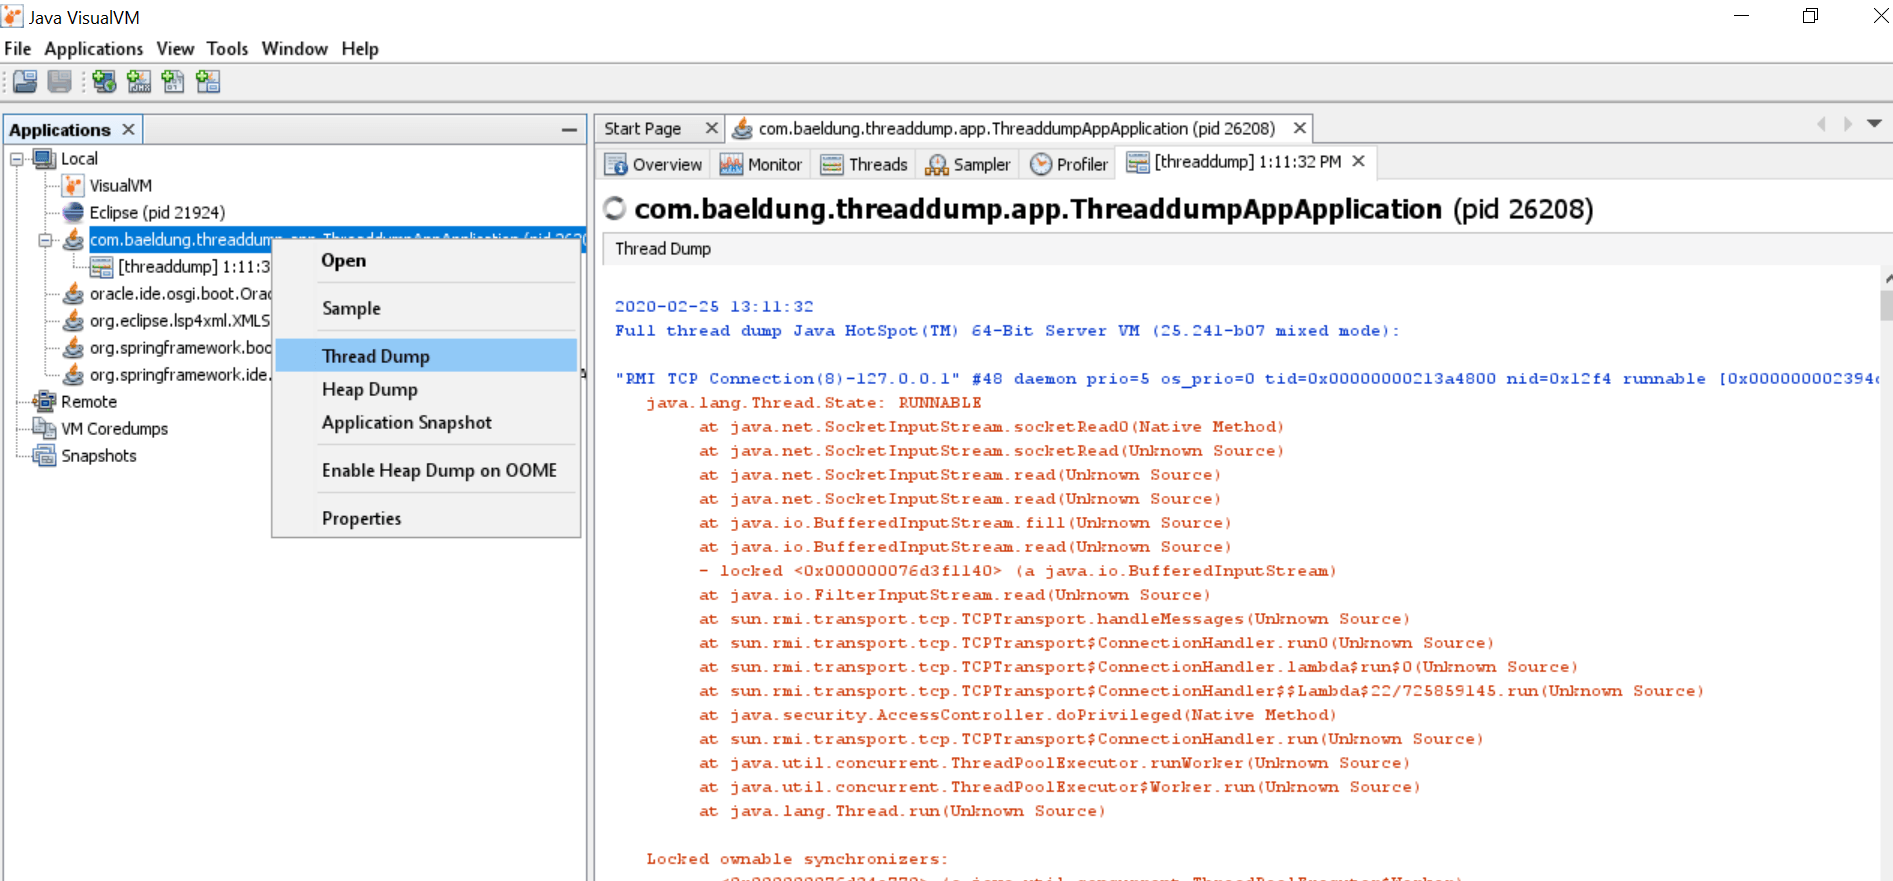 Java VisualVM
File Applications View Tools Window Help
Applications
Local
VisualVM
Eclipse (pid 21924)
com.baeldung.threaddump.app.ThreaddumpAppApplication (pid 2620
[threaddump] 1:11:3
oracle.ide.osgi.boot.Orac
org.eclipse.lsp4xml.XMLS
org.springframework.boo
org.springframework.ide.
Remote
VM Coredumps
Snapshots
Open
Sample
Thread Dump
Heap Dump
Application Snapshot
Enable Heap Dump on OOME
Properties
Start Page
com.baeldung.threaddump.app.ThreaddumpAppApplication (pid 26208)
Overview Monitor Threads Sampler Profiler [threaddump] 1:11:32 PM
com.baeldung.threaddump.app.ThreaddumpAppApplication (pid 26208)
Thread Dump
2020-02-25 13:11:32
Full thread dump Java HotSpot(TM) 64-Bit Server VM (25.241-b07 mixed mode):
"RMI TCP Connection(8)-127.0.0.1" #48 daemon prio=5 os_prio=0 tid=0x00000000213a4800 nid=0x12f4 runnable [0x000000002394
java.lang.Thread.State: RUNNABLE
at java.net.SocketInputStream.socketRead0(Native Method)
at java.net.SocketInputStream.socketRead(Unknown Source)
at java.net.SocketInputStream.read(Unknown Source)
at java.net.SocketInputStream.read(Unknown Source)
at java.io.BufferedInputStream.fill(Unknown Source)
at java.io.BufferedInputStream.read(Unknown Source)
- locked <0x000000076d3f1140> (a java.io.BufferedInputStream)
at java.io.FilterInputStream.read(Unknown Source)
at sun.rmi.transport.tcp.TCPTransport.handleMessages(Unknown Source)
at sun.rmi.transport.tcp.TCPTransport$ConnectionHandler.run0(Unknown Source)
at sun.rmi.transport.tcp.TCPTransport$ConnectionHandler.lambda$run$0(Unknown Source)
at sun.rmi.transport.tcp.TCPTransport$ConnectionHandler$$Lambda$22/725859145.run(Unknown Source)
at java.security.AccessController.doPrivileged(Native Method)
at sun.rmi.transport.tcp.TCPTransport$ConnectionHandler.run(Unknown Source)
at java.util.concurrent.ThreadPoolExecutor.runWorker(Unknown Source)
at java.util.concurrent.ThreadPoolExecutor$Worker.run(Unknown Source)
at java.lang.Thread.run(Unknown Source)
Locked ownable synchronizers: